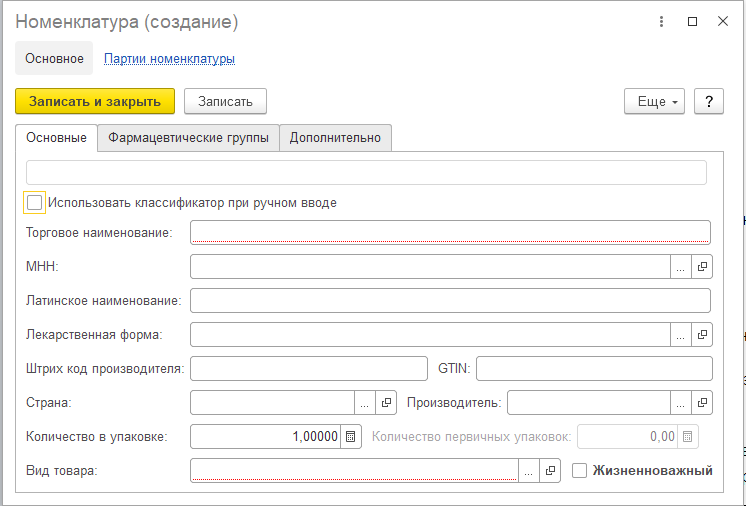 Номенклатура (создание)
Основное Партии номенклатуры
Записать и закрыть Записать Еще ?
Основные Фармацевтические группы Дополнительно
Использовать классификатор при ручном вводе
Торговое наименование:
МНН: ...
Латинское наименование:
Лекарственная форма: ...
Штрих код производителя: GTIN:
Страна: ... Производитель: ...
Количество в упаковке: 1,00000 Количество первичных упаковок: 0,00
Вид товара: ... Жизненноважный